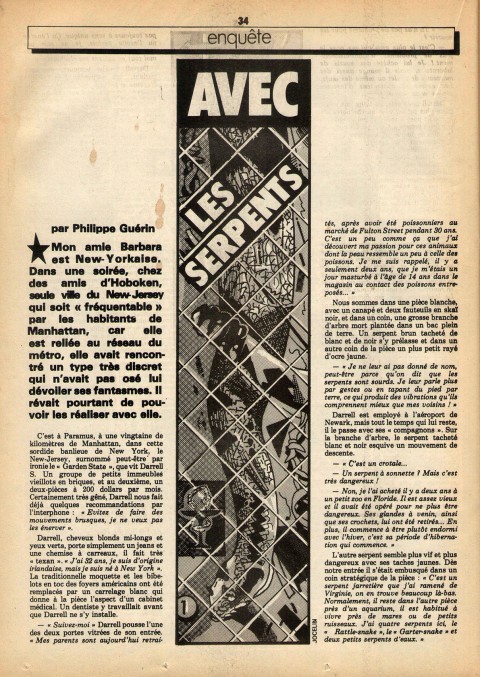 34
enquête
AVEC
LES
SERPENTS
par Philippe Guérin
Mon amie Barbara
est New-Yorkaise.
Dans une soirée, chez
des amis d'Hoboken,
seule ville du New-Jersey
qui soit « fréquentable »
par les habitants de
Manhattan, car elle
est reliée au réseau du
métro, elle avait rencon-
tré un type très discret
qui n'avait pas osé lui
dévoiler ses fantasmes. Il
rêvait pourtant de pou-
voir les réaliser avec elle.
C'est à Paramus, à une vingtaine de
kilomètres de Manhattan, dans cette
sordide banlieue de New York, le
New-Jersey, surnommé peut-être par
ironie le « Garden State », que vit Darrell
S. Un groupe de petits immeubles
vieillots en briques, et au deuxième, un
deux-pièces à 200 dollars par mois.
Certainement très gêné, Darrell nous fait
déjà quelques recommandations par
l'interphone : « Evitez de faire des
mouvements brusques, je ne veux pas
les énerver ».
Darrell, cheveux blonds mi-longs et
yeux verts, porte simplement un jeans et
une chemise à carreaux, il fait très
« texan ». « J'ai 32 ans, je suis d'origine
irlandaise, mais je suis né à New York ».
La traditionnelle moquette et les bibe-
lots en toc des foyers américains ont été
remplacés par un carrelage blanc qui
donne à la pièce l'aspect d'un cabinet
médical. Un dentiste y travaillait avant
que Darrell ne s'y installe.
— « Suivez-moi » Darrell pousse l'une
des deux portes vitrées de son entrée.
« Mes parents sont aujourd'hui retrai-
tés, après avoir été poissonniers au
marché de Fulton Street pendant 30 ans.
C'est un peu comme ça que j'ai
découvert ma passion pour ces animaux
dont la peau ressemble un peu à celle des
poissons. Je me suis rappelé, il y a
seulement deux ans, que je m'étais un
jour masturbé à l'âge de 14 ans dans le
magasin au contact des poissons entre-
posés... »
Nous sommes dans une pièce blanche,
avec un canapé et deux fauteuils en skaï
noir, et dans un coin, une grosse branche
d'arbre mort plantée dans un bac plein
de terre. Un serpent brun tacheté de
blanc et de noir s'y prélasse et dans un
autre coin de la pièce un plus petit rayé
d'ocre jaune.
— « Je ne leur ai pas donné de nom,
peut-être parce qu'on dit que les
serpents sont sourds. Je leur parle plus
par gestes ou en tapant du pied par
terre, ce qui produit des vibrations qu'ils
comprennent mieux que mes voisins ! »
Darrell est employé à l'aéroport de
Newark, mais tout le temps qui lui reste,
il le passe avec ses « compagnons ». Sur
la branche d'arbre, le serpent tacheté
blanc et noir esquive un mouvement de
descente.
— « C'est un crotale...
— Un serpent à sonnette ? Mais c'est
très dangereux !
— Non, je l'ai acheté il y a deux ans à
un petit zoo en Floride. Il est assez vieux
et il avait été opéré pour ne plus être
dangereux. Ses glandes à venin, ainsi
que ses crochets, lui ont été retirés... En
plus, il commence à être plutôt endormi
avec l'hiver, c'est sa période d'hiberna-
tion qui commence. »
L'autre serpent semble plus vif et plus
dangereux avec ses taches jaunes. Dès
notre entrée il s'était embusqué dans un
coin stratégique de la pièce : « C'est un
serpent jarretière que j'ai ramené de
Virginie, on en trouve beaucoup là-bas.
Normalement, il reste dans l'autre pièce
près d'un aquarium, il est habitué à
vivre près de mares ou de petits
ruisseaux. J'ai quatre serpents ici, le
« Rattle-snake », le « Garter-snake » et
deux petits serpents d'eau. »
1
JOCELIN